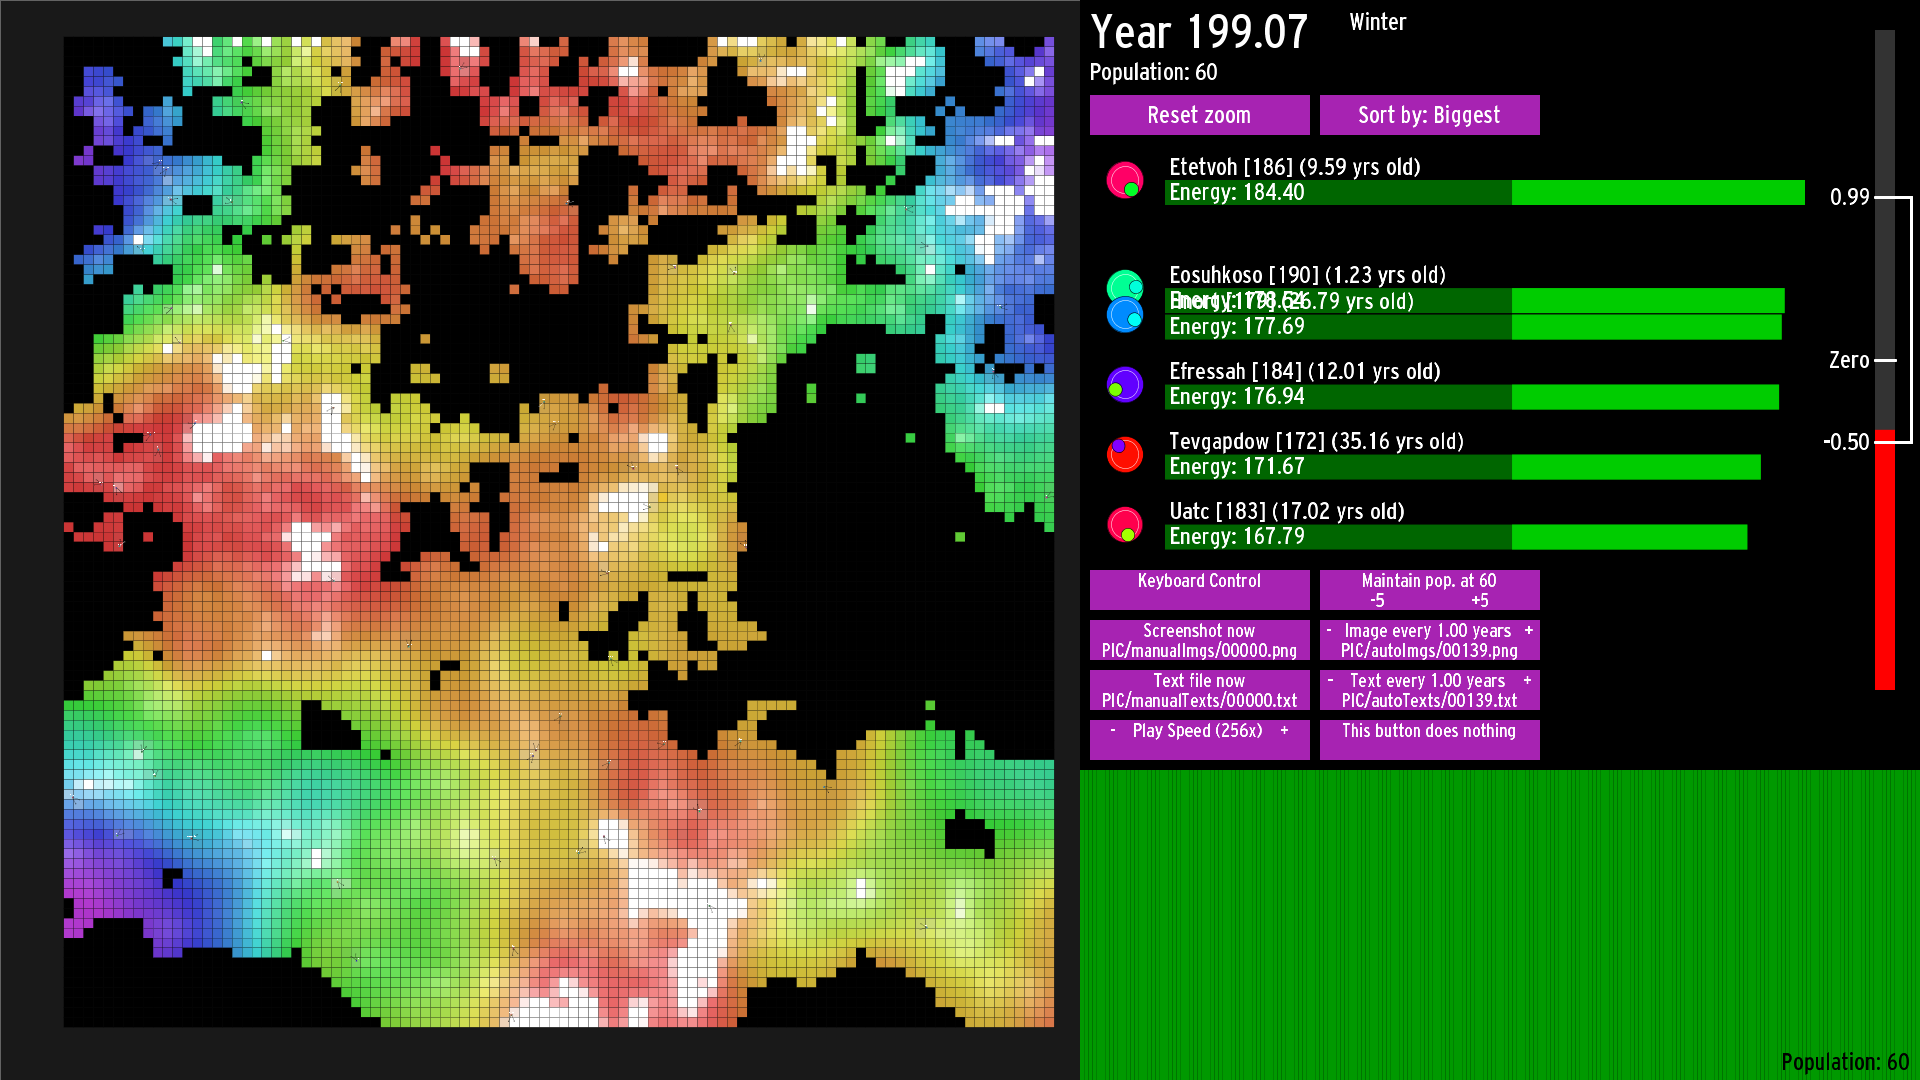 Year 199.07
Winter
Population: 60
Reset zoom
Sort by: Biggest
Etetvoh [186] (9.59 yrs old)
Energy: 184.40
Eosuhkoso [190] (1.23 yrs old)
[179] (26.79 yrs old)
Energy: 177.69
Efressah [184] (12.01 yrs old)
Energy: 176.94
Tevgapdow [172] (35.16 yrs old)
Energy: 171.67
Uatc [183] (17.02 yrs old)
Energy: 167.79
0.99
Zero
-0.50
Keyboard Control
Maintain pop. at 60
-5 +5
Screenshot now
PIC/manualImgs/00000.png
- Image every 1.00 years +
PIC/autoImgs/00139.png
Text file now
PIC/manualTexts/00000.txt
- Text every 1.00 years +
PIC/autoTexts/00139.txt
- Play Speed (256x) +
This button does nothing
Population: 60